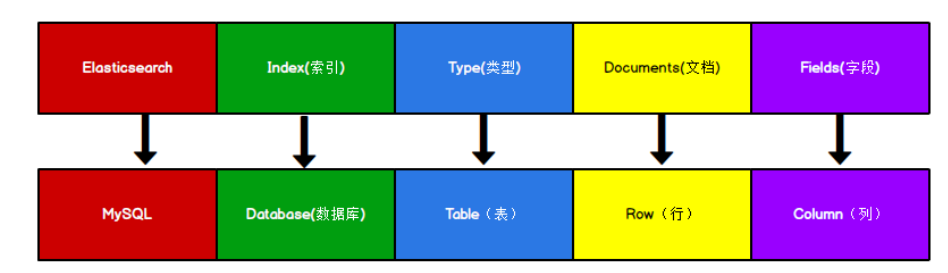 Elasticsearch
Index(索引)
Type(类型)
Documents(文档)
Fields(字段)
MySQL
Database(数据库)
Table（表）
Row（行）
Column（列）